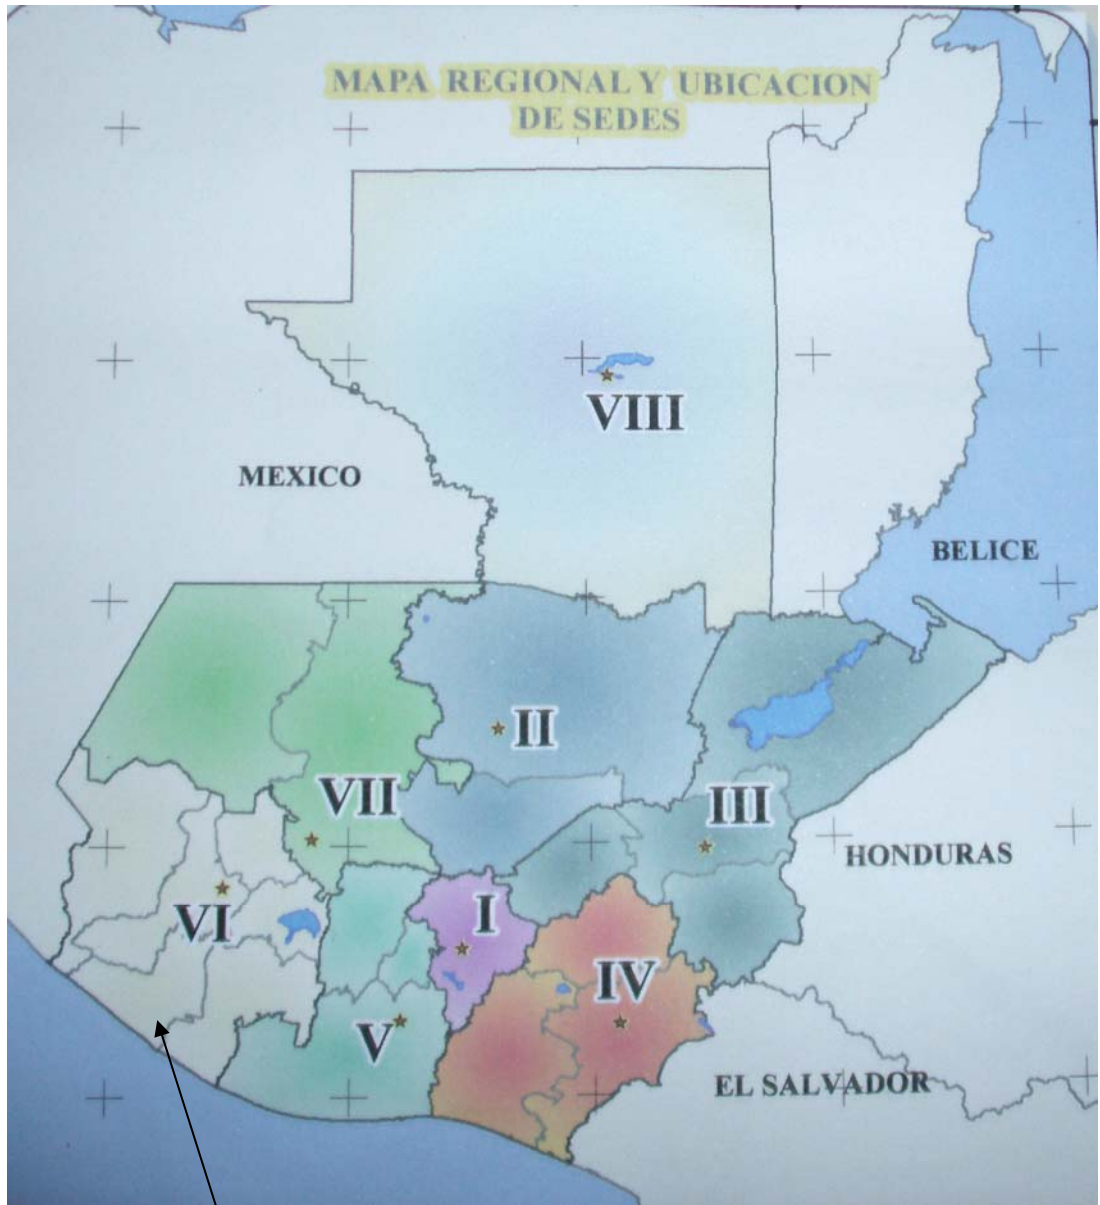 MAPA REGIONAL Y UBICACION
DE SEDES
VIII
MEXICO
BELICE
II
VII
III
HONDURAS
I
VI
IV
V
EL SALVADOR